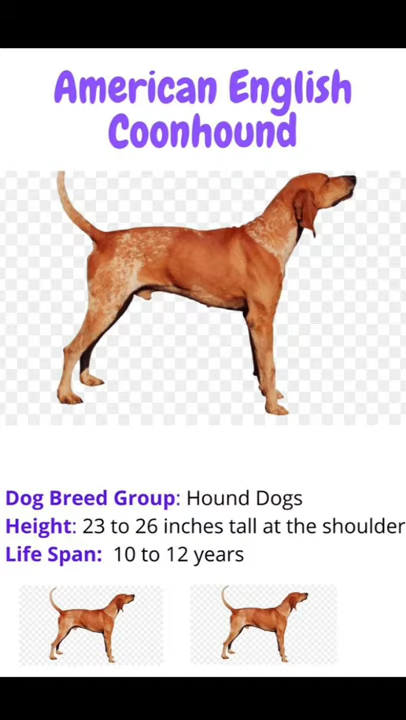 American English
Coonhound
Dog Breed Group: Hound Dogs
Height: 23 to 26 inches tall at the shoulder
Life Span: 10 to 12 years